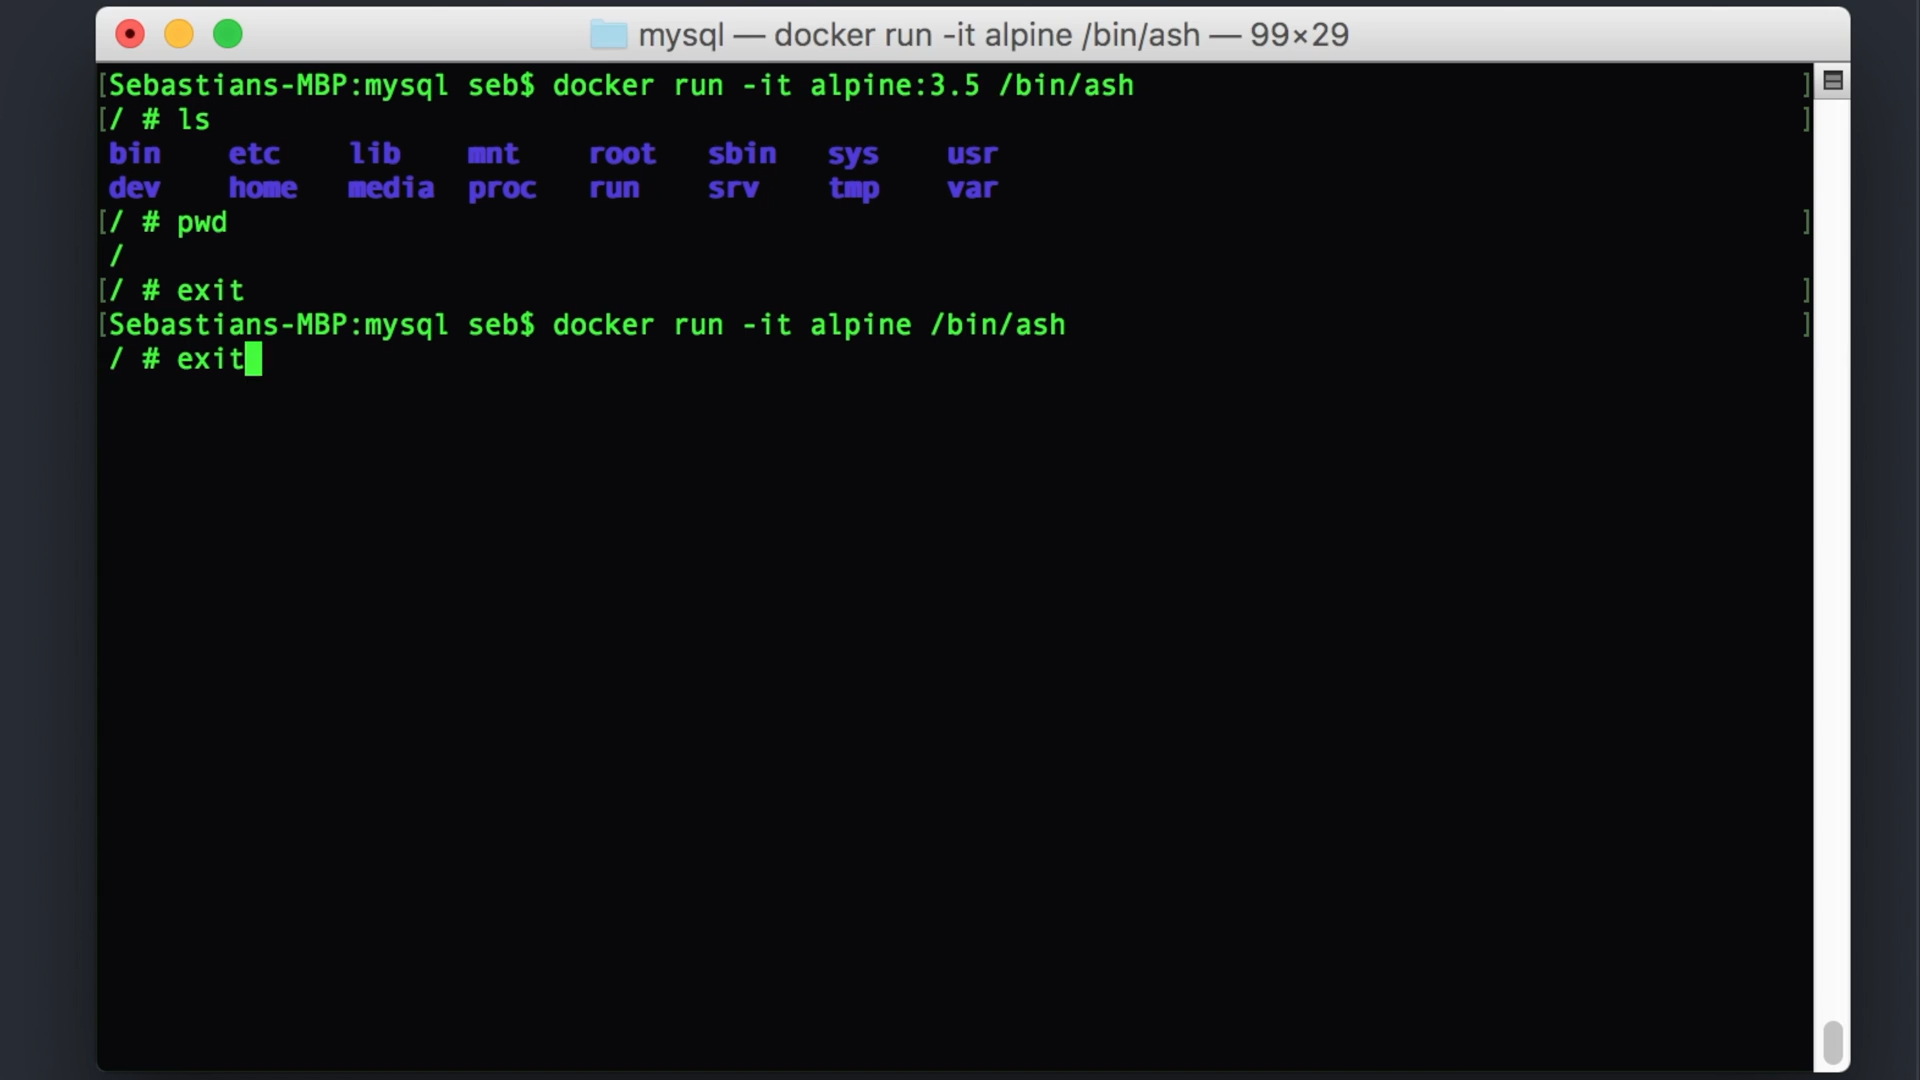 mysql — docker run -it alpine /bin/ash — 99×29
[Sebastians-MBP:mysql seb$ docker run -it alpine:3.5 /bin/ash ]
[/ # ls ]
bin etc lib mnt root sbin sys usr
dev home media proc run srv tmp var
[/ # pwd ]
/
[/ # exit ]
[Sebastians-MBP:mysql seb$ docker run -it alpine /bin/ash ]
/ # exit